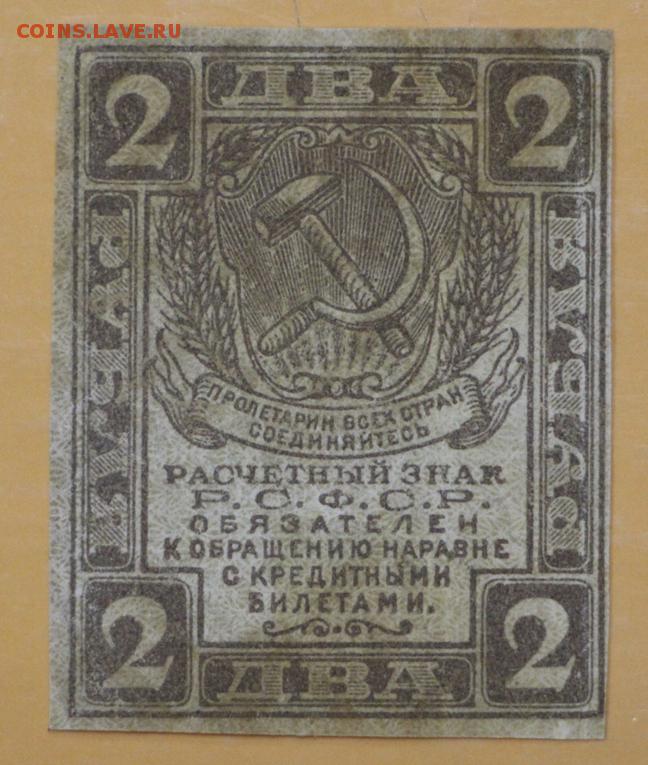 COINS.LAVE.RU
2 ДВА 2
ПРОЛЕТАРИИ ВСЕХ СТРАН
СОЕДИНЯЙТЕСЬ
РАСЧЕТНЫЙ ЗНАК
Р.С.Ф.С.Р.
ОБЯЗАТЕЛЕН
К ОБРАЩЕНИЮ НАРАВНЕ
С КРЕДИТНЫМИ
БИЛЕТАМИ.
2 ДВА 2